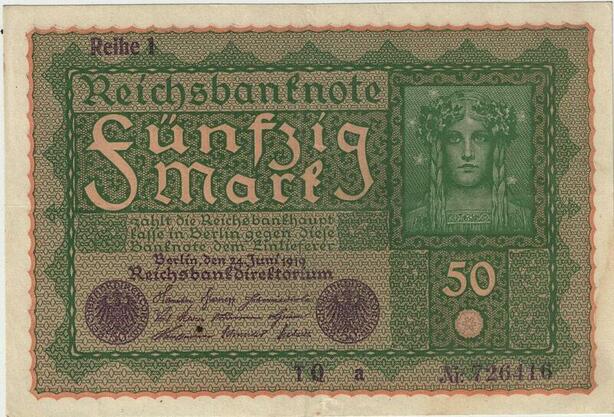 Reihe 1
Reichsbanknote
Fünfzig
Mark
zahlt die Reichsbankhaupt
kasse in Berlin gegen diese
Banknote dem Einlieferer
Berlin, den 24. Juni 1919
Reichsbankdirektorium
50
TQ a
Nr. 726416